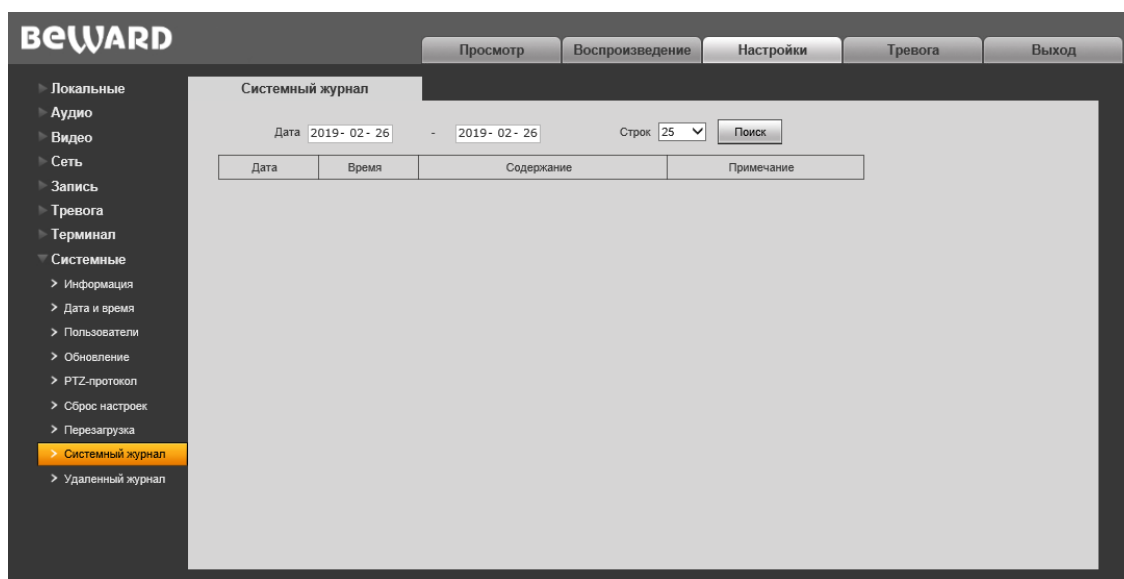 BEWARD
Просмотр Воспроизведение Настройки Тревога Выход
Локальные
Аудио
Видео
Сеть
Запись
Тревога
Терминал
Системные
Информация
Дата и время
Пользователи
Обновление
PTZ-протокол
Сброс настроек
Перезагрузка
Системный журнал
Удаленный журнал
Системный журнал
Дата 2019- 02- 26 - 2019- 02- 26 Строк 25 Поиск
Дата Время Содержание Примечание